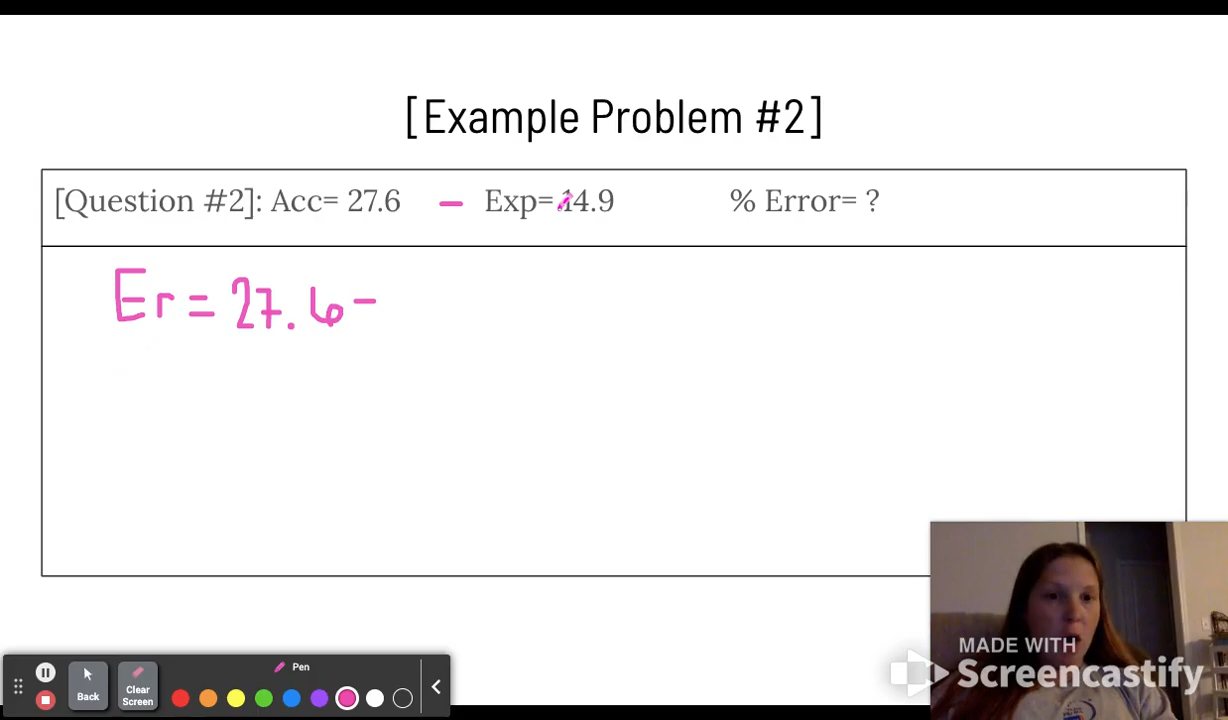 [Example Problem #2]
[Question #2]: Acc= 27.6 – Exp= 14.9 % Error= ?
Er = 27.6 –
MADE WITH
Screencastify
Pen
Back
Clear
Screen